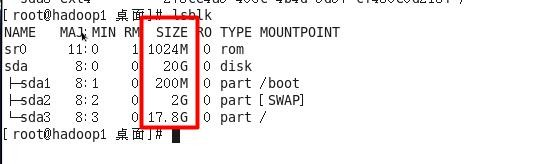 [root@hadoop1 桌面]# lsblk
NAME   MAJ:MIN RM  SIZE RO TYPE MOUNTPOINT
sr0     11:0    1 1024M  0 rom
sda      8:0    0   20G  0 disk
├─sda1   8:1    0  200M  0 part /boot
├─sda2   8:2    0    2G  0 part [SWAP]
└─sda3   8:3    0 17.8G  0 part /
[root@hadoop1 桌面]#